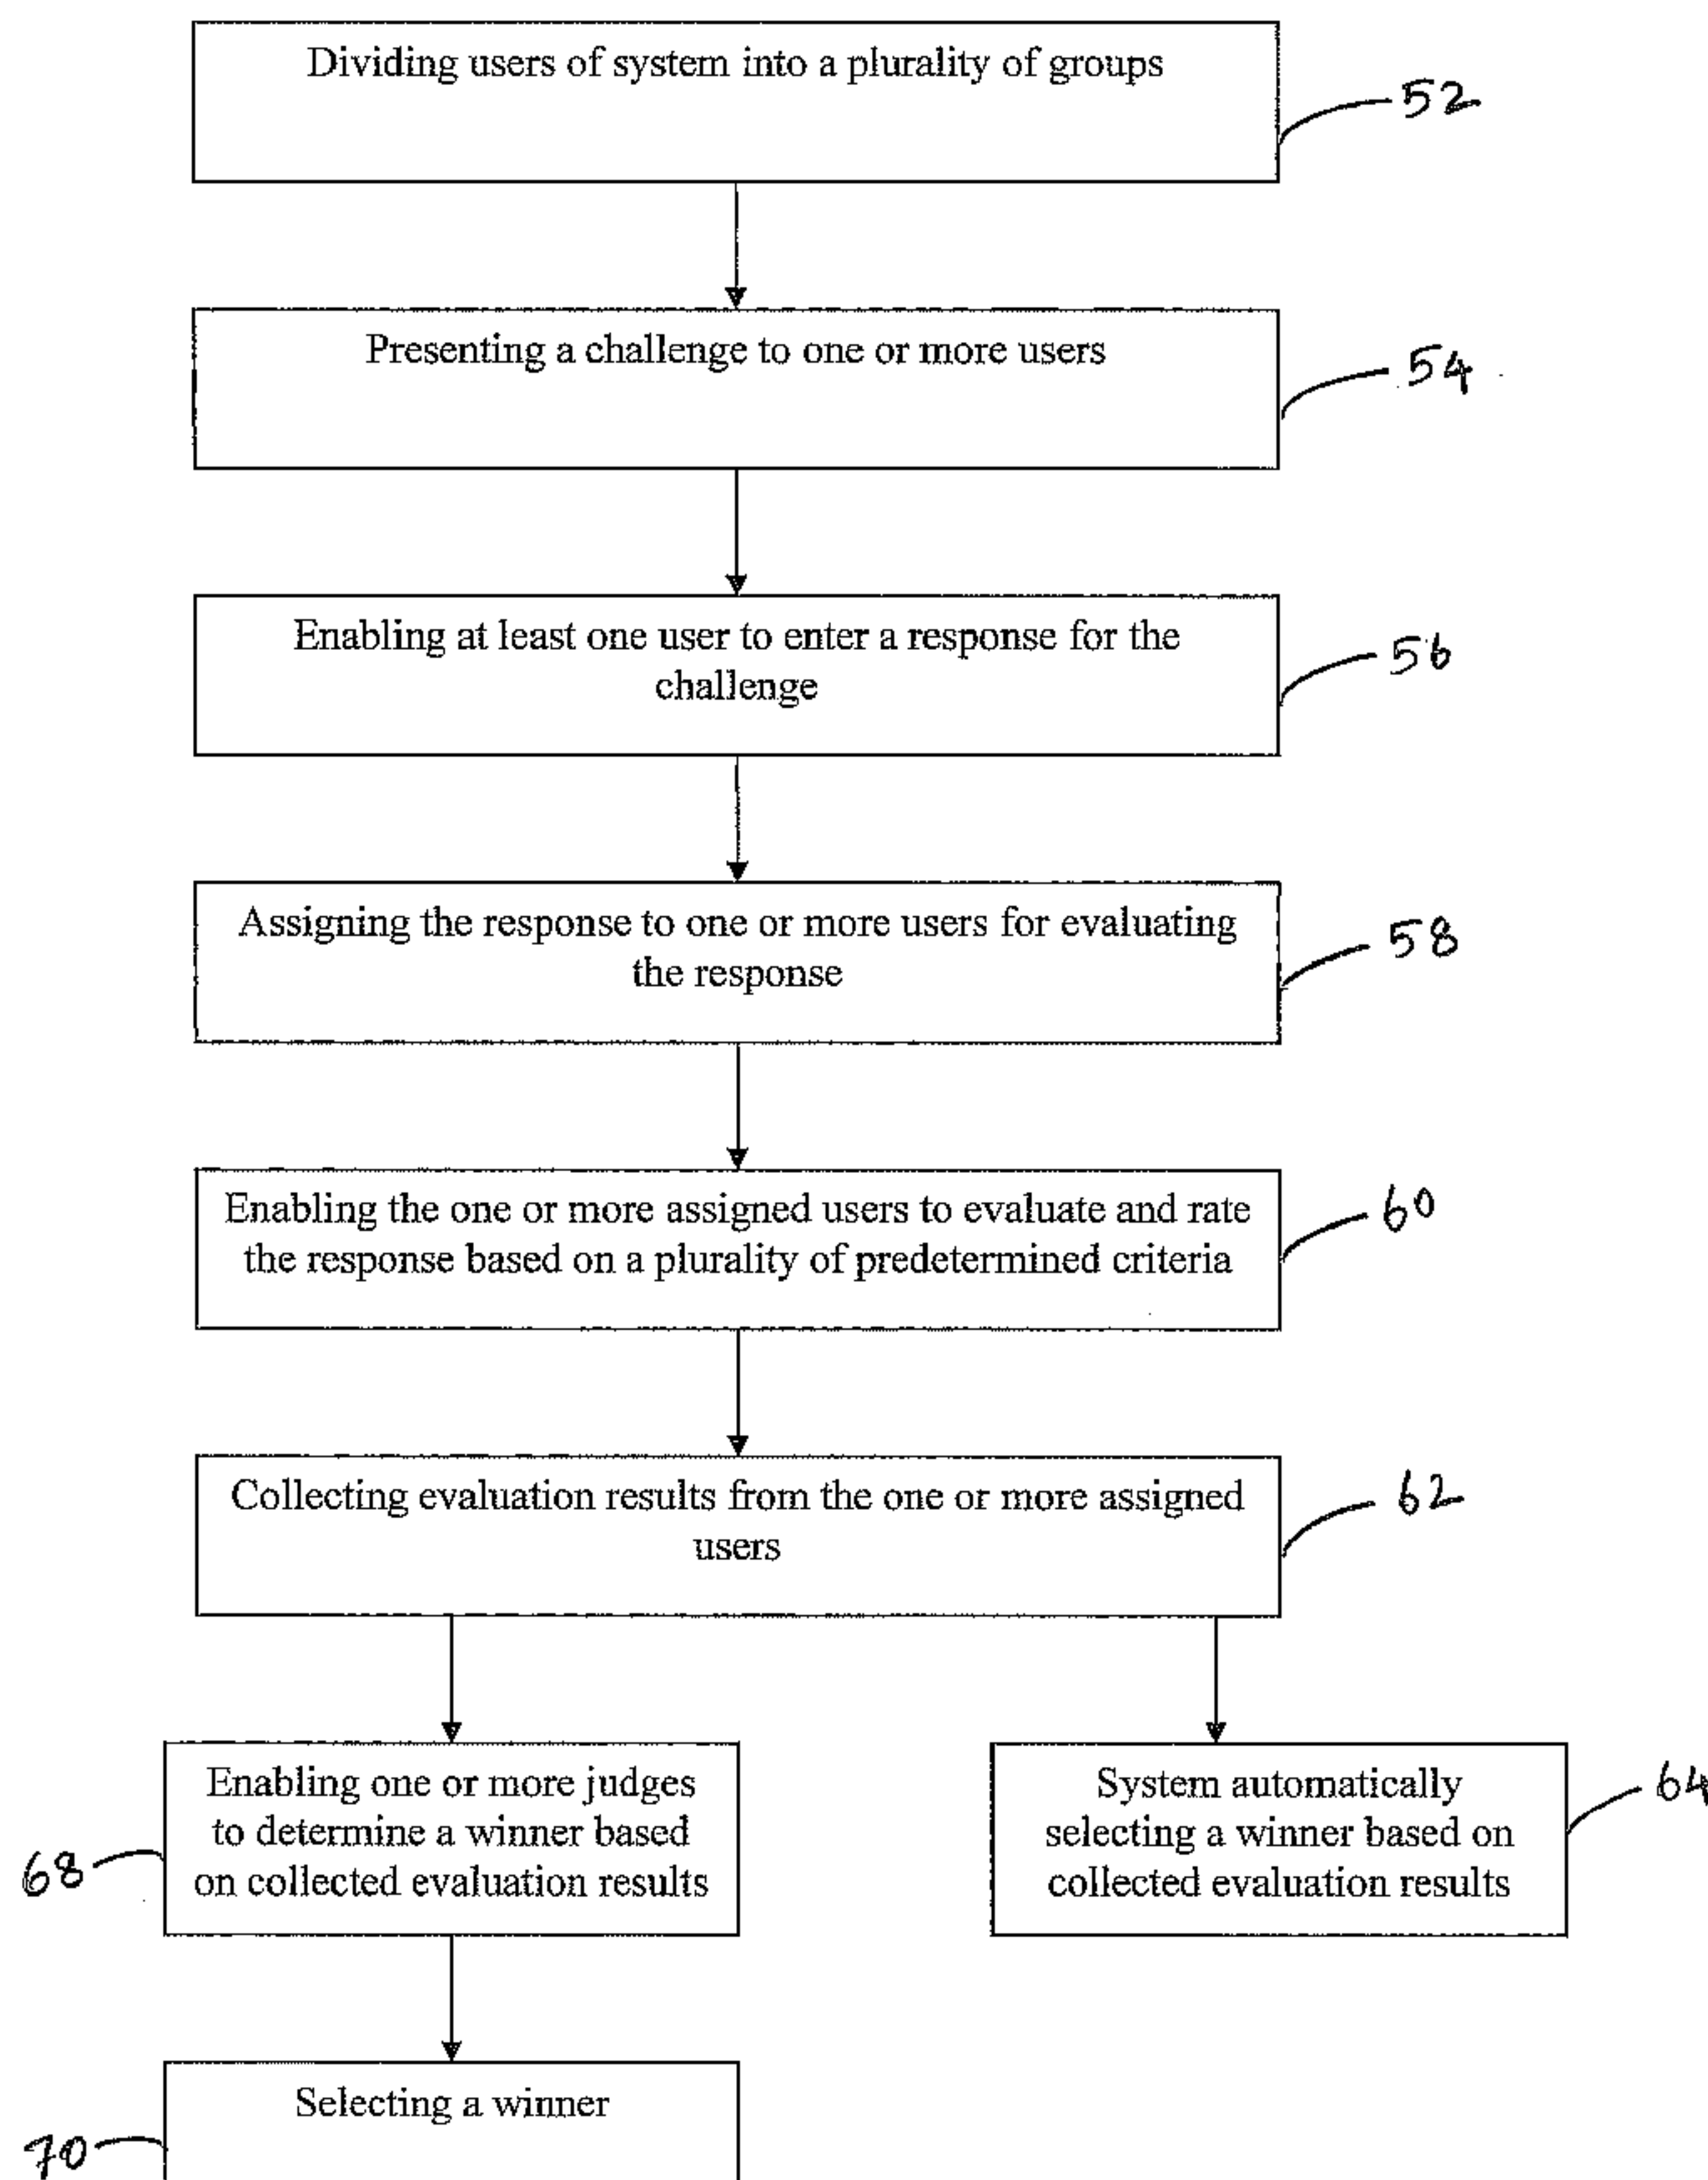 Dividing users of system into a plurality of groups
52
Presenting a challenge to one or more users
54
Enabling at least one user to enter a response for the
challenge
56
Assigning the response to one or more users for evaluating
the response
58
Enabling the one or more assigned users to evaluate and rate
the response based on a plurality of predetermined criteria
60
Collecting evaluation results from the one or more assigned
users
62
Enabling one or more judges
to determine a winner based
on collected evaluation results
68
System automatically
selecting a winner based on
collected evaluation results
64
Selecting a winner
70